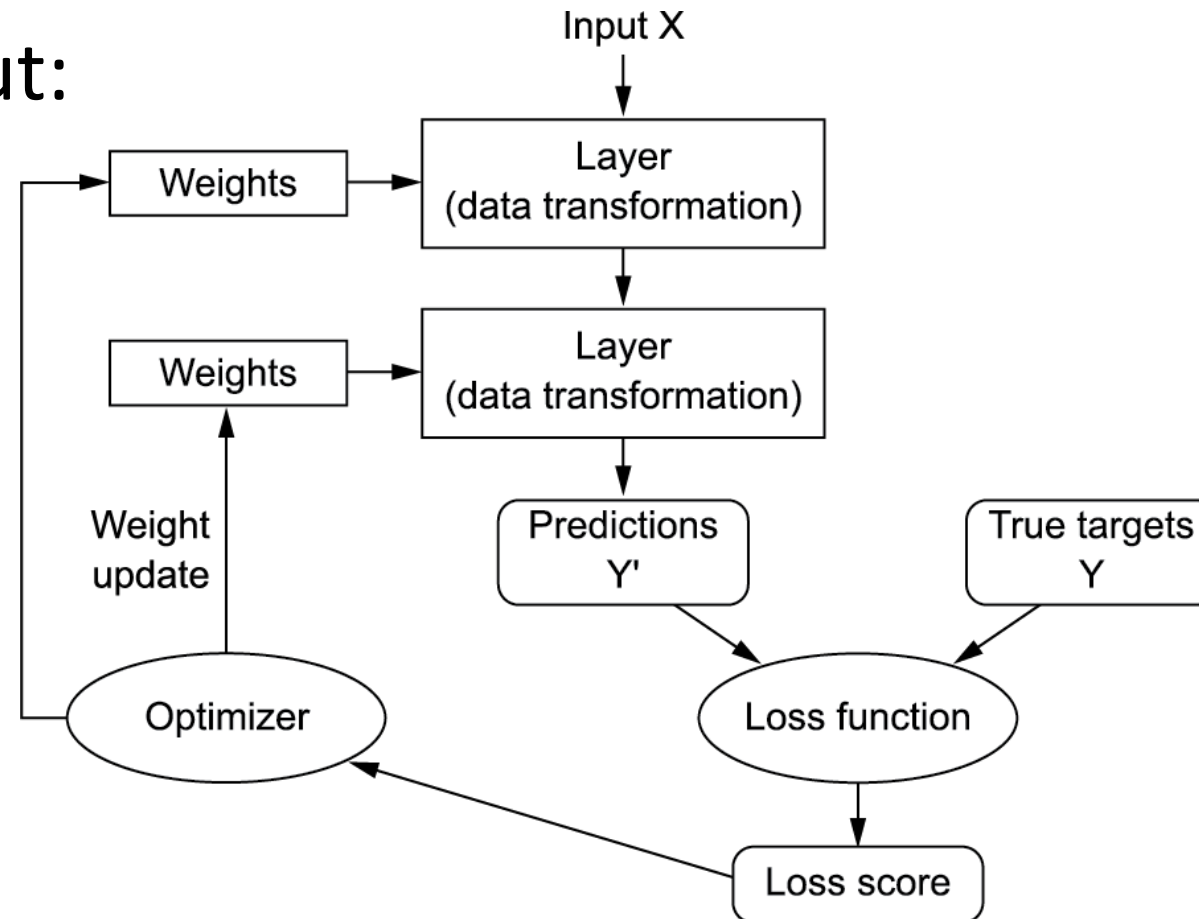 Input X
ut:
Weights
Layer
(data transformation)
Weights
Layer
(data transformation)
Weight
update
Predictions
Y'
True targets
Y
Optimizer
Loss function
Loss score